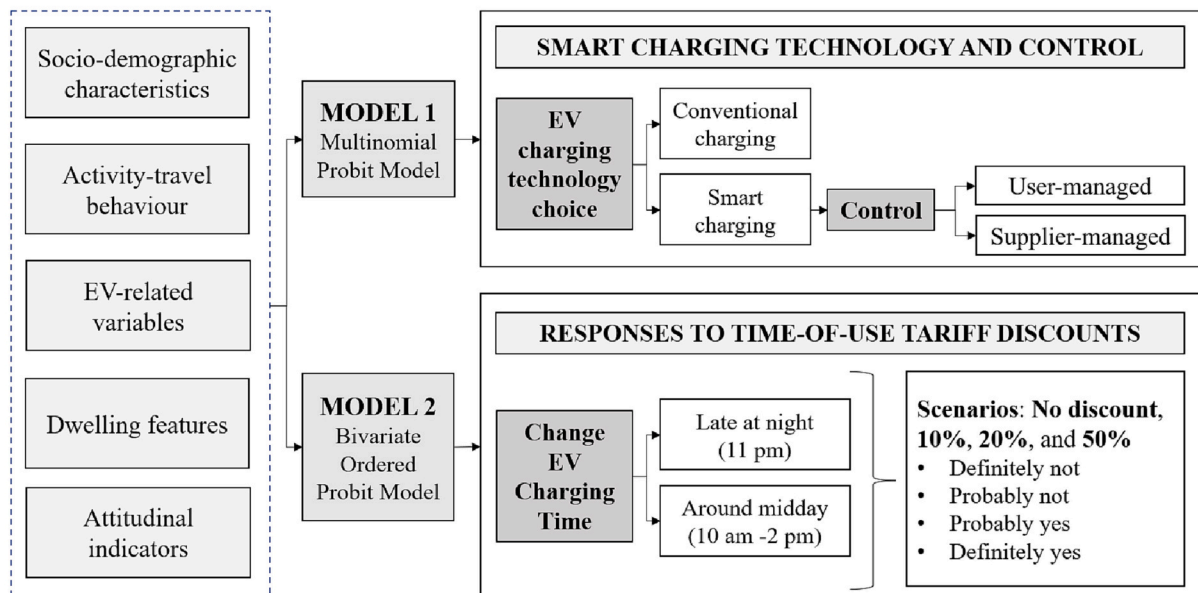 Socio-demographic
characteristics
Activity-travel
behaviour
EV-related
variables
Dwelling features
Attitudinal
indicators
MODEL 1
Multinomial
Probit Model
MODEL 2
Bivariate
Ordered
Probit Model
SMART CHARGING TECHNOLOGY AND CONTROL
EV
charging
technology
choice
Conventional
charging
Smart
charging
Control
User-managed
Supplier-managed
RESPONSES TO TIME-OF-USE TARIFF DISCOUNTS
Change
EV
Charging
Time
Late at night
(11 pm)
Around midday
(10 am -2 pm)
Scenarios: No discount,
10%, 20%, and 50%
• Definitely not
• Probably not
• Probably yes
• Definitely yes